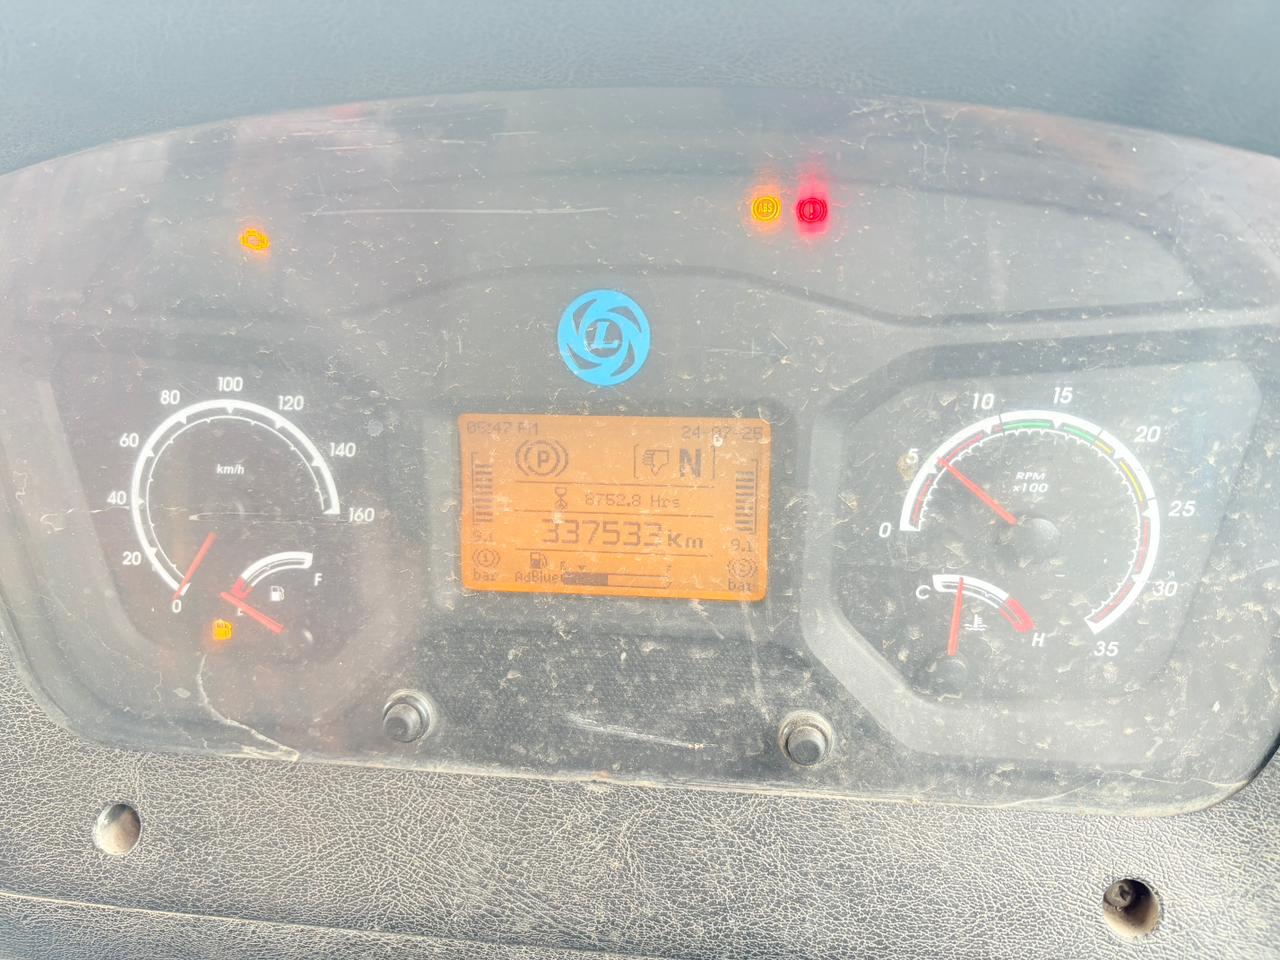 ABS
L
80 100 120
60 140
40 160
20
0
km/h
F
E
05:47 PM 24-07-25
P N
8752.8 Hrs
337533 km
9.1 9.1
bar AdBlue E F bar
10 15
5 20
0 25
30
35
RPM
x100
C
H